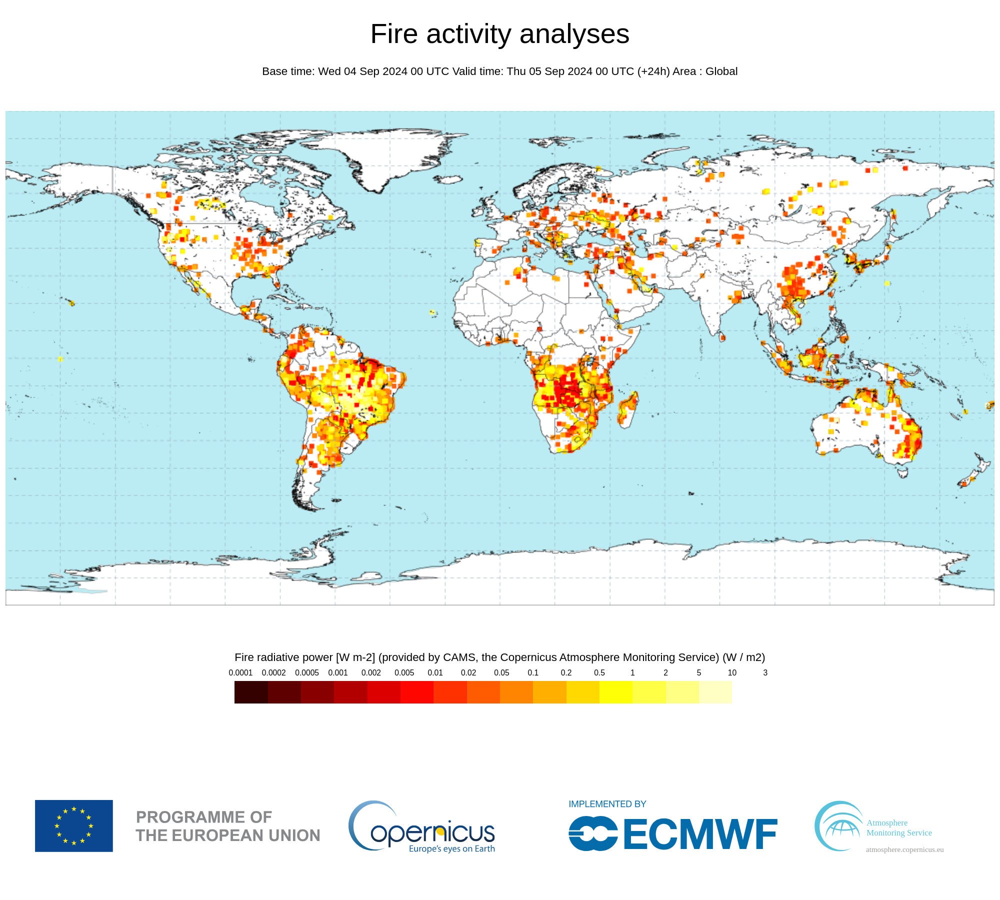 Fire activity analyses
Base time: Wed 04 Sep 2024 00 UTC Valid time: Thu 05 Sep 2024 00 UTC (+24h) Area : Global
Fire radiative power [W m-2] (provided by CAMS, the Copernicus Atmosphere Monitoring Service) (W / m2)
0.0001 0.0002 0.0005 0.001 0.002 0.005 0.01 0.02 0.05 0.1 0.2 0.5 1 2 5 10 3
PROGRAMME OF
THE EUROPEAN UNION
opernicus
Europe's eyes on Earth
IMPLEMENTED BY
ECMWF
Atmosphere
Monitoring Service
atmosphere.copernicus.eu